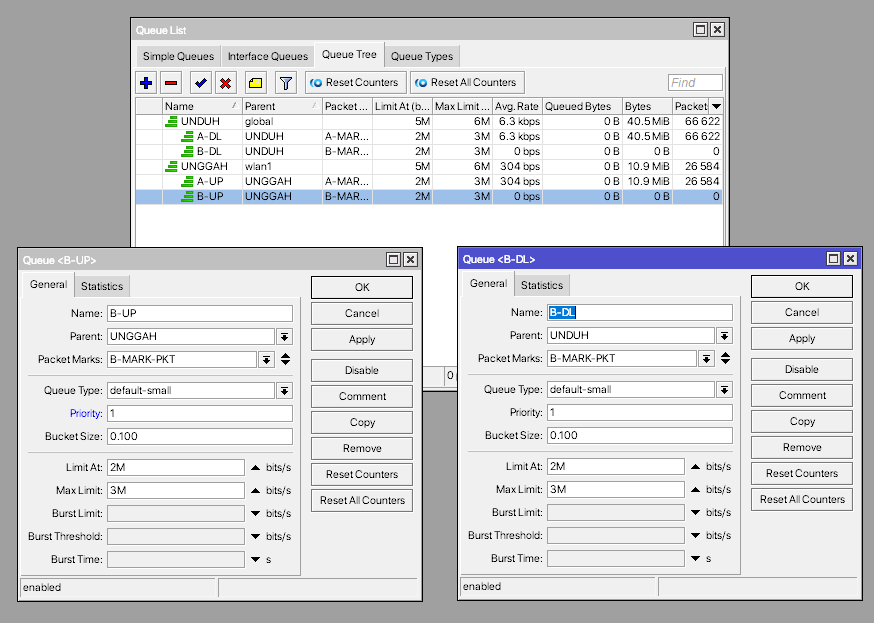 Queue List
Simple Queues Interface Queues Queue Tree Queue Types
Reset Counters Reset All Counters Find
Name Parent Packet ... Limit At (b... Max Limit ... Avg. Rate Queued Bytes Bytes Packet
UNDUH global 5M 6M 6.3 kbps 0 B 40.5 MiB 66 622
A-DL UNDUH A-MAR... 2M 3M 6.3 kbps 0 B 40.5 MiB 66 622
B-DL UNDUH B-MAR... 2M 3M 0 bps 0 B 0 B 0
UNGGAH wlan1 5M 6M 304 bps 0 B 10.9 MiB 26 584
A-UP UNGGAH A-MAR... 2M 3M 304 bps 0 B 10.9 MiB 26 584
B-UP UNGGAH B-MAR... 2M 3M 0 bps 0 B 0 B 0
Queue <B-UP>
General Statistics
Name: B-UP
Parent: UNGGAH
Packet Marks: B-MARK-PKT
Queue Type: default-small
Priority: 1
Bucket Size: 0.100
Limit At: 2M bits/s
Max Limit: 3M bits/s
Burst Limit: bits/s
Burst Threshold: bits/s
Burst Time: s
OK
Cancel
Apply
Disable
Comment
Copy
Remove
Reset Counters
Reset All Counters
enabled
Queue <B-DL>
General Statistics
Name: B-DL
Parent: UNDUH
Packet Marks: B-MARK-PKT
Queue Type: default-small
Priority: 1
Bucket Size: 0.100
Limit At: 2M bits/s
Max Limit: 3M bits/s
Burst Limit: bits/s
Burst Threshold: bits/s
Burst Time: s
OK
Cancel
Apply
Disable
Comment
Copy
Remove
Reset Counters
Reset All Counters
enabled